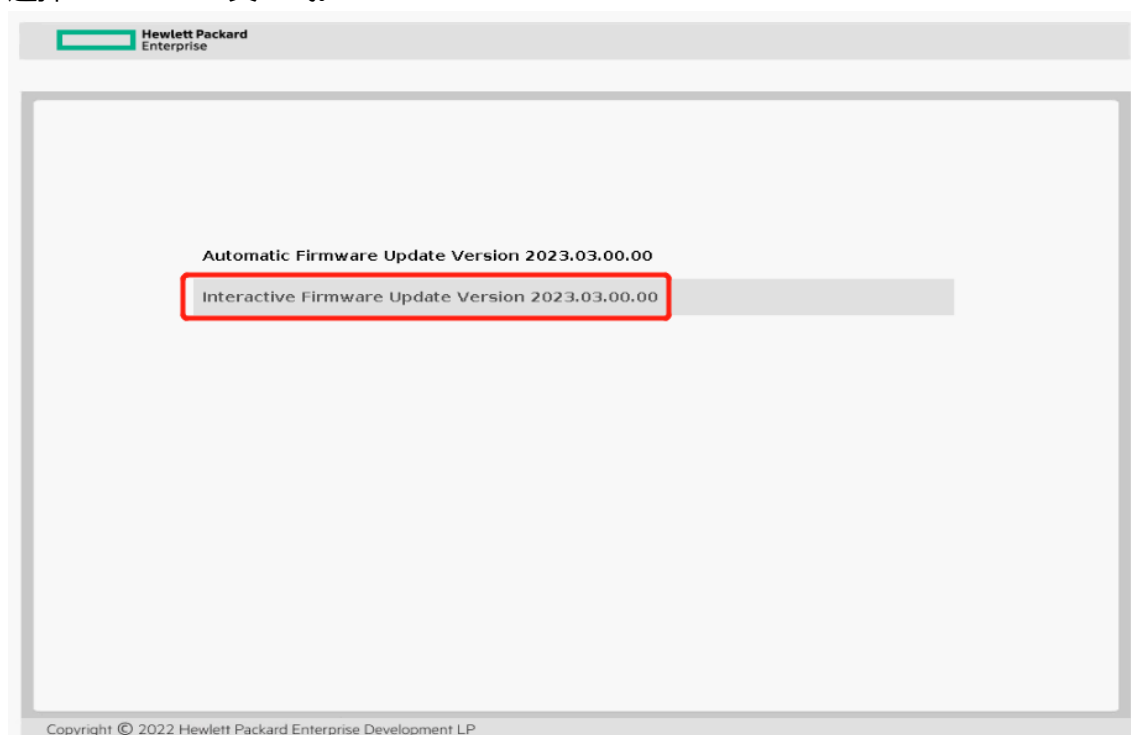 Hewlett Packard
Enterprise
Automatic Firmware Update Version 2023.03.00.00
Interactive Firmware Update Version 2023.03.00.00
Copyright © 2022 Hewlett Packard Enterprise Development LP